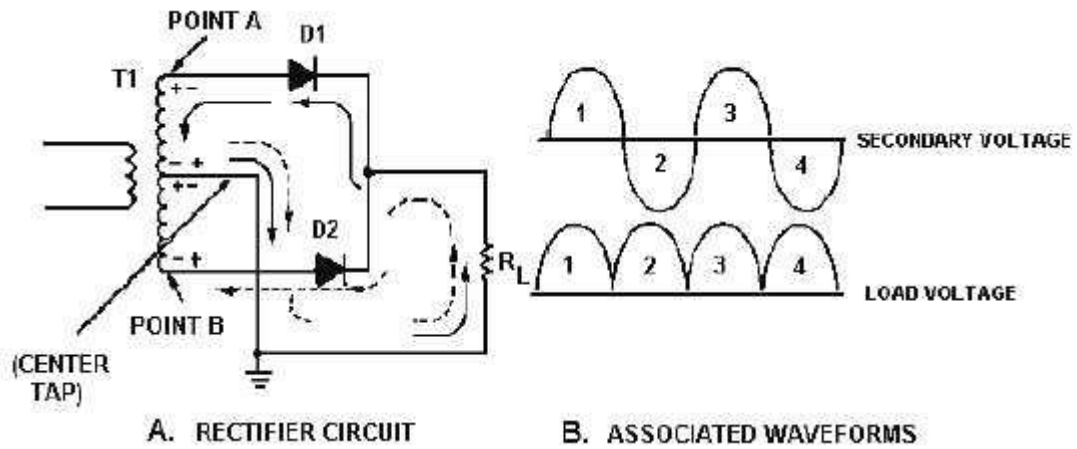 POINT A
D1
T1
+ -
- +
+ -
- +
D2
R L
POINT B
(CENTER
TAP)
A. RECTIFIER CIRCUIT
1
3
SECONDARY VOLTAGE
2
4
1
2
3
4
LOAD VOLTAGE
B. ASSOCIATED WAVEFORMS